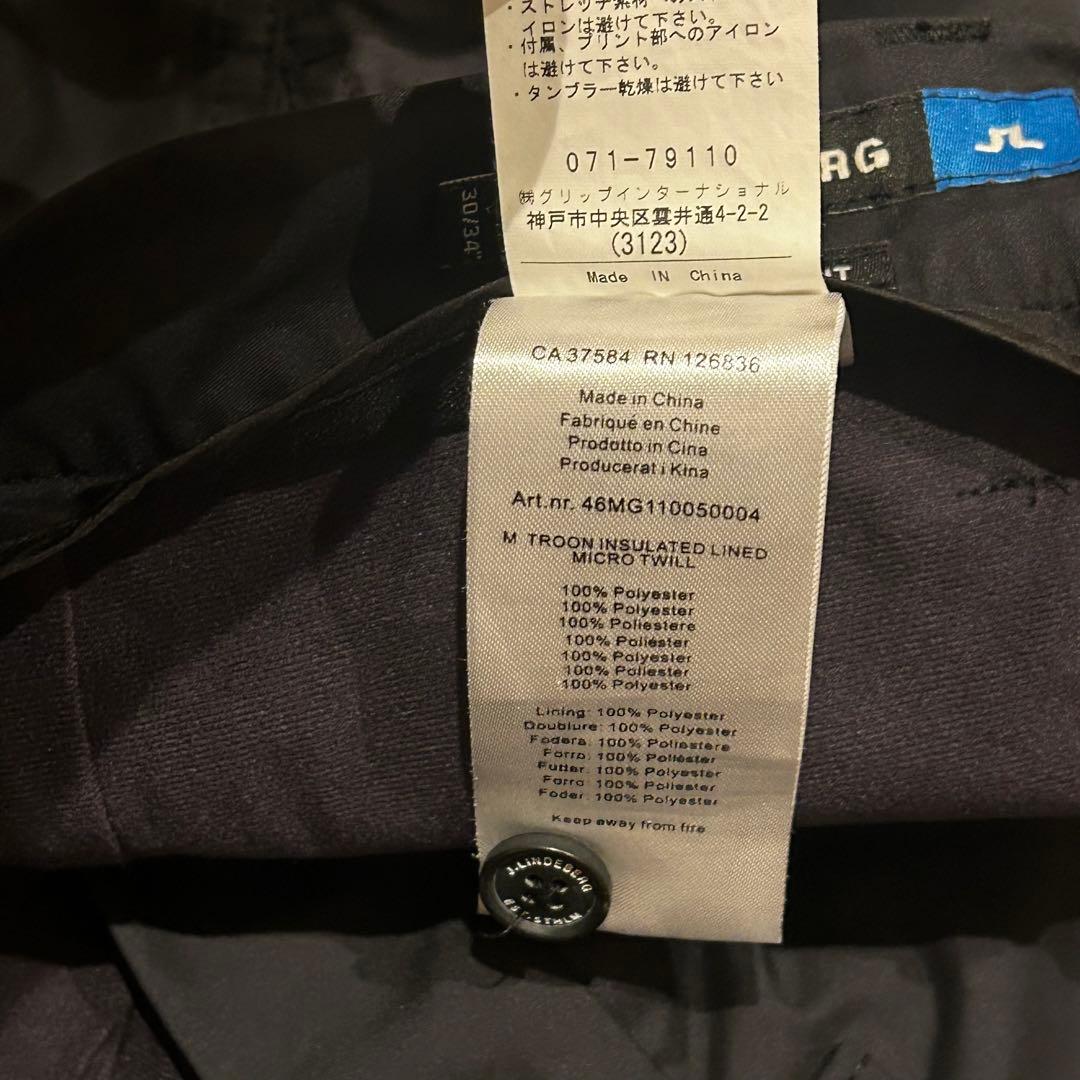 ・ストレッチ素材への
イロンは避けて下さい。
・付属、プリント部へのアイロン
は避けて下さい。
・タンブラー乾燥は避けて下さい
071-79110
㈱グリップインターナショナル
神戸市中央区雲井通4-2-2
(3123)
Made IN China
RG
JL
30/34"
NT
CA 37584 RN 126836
Made in China
Fabriqué en Chine
Prodotto in Cina
Producerat i Kina
Art.nr. 46MG110050004
M TROON INSULATED LINED
MICRO TWILL
100% Polyester
100% Polyester
100% Poliestere
100% Poliéster
100% Polyester
100% Poliester
100% Polyester
Lining: 100% Polyester
Doublure: 100% Polyester
Fodera: 100% Poliestere
Forro: 100% Poliéster
Futter: 100% Polyester
Forro: 100% Poliester
Foder: 100% Polyester
Keep away from fire
J.LINDEBERG
EST. STHLM